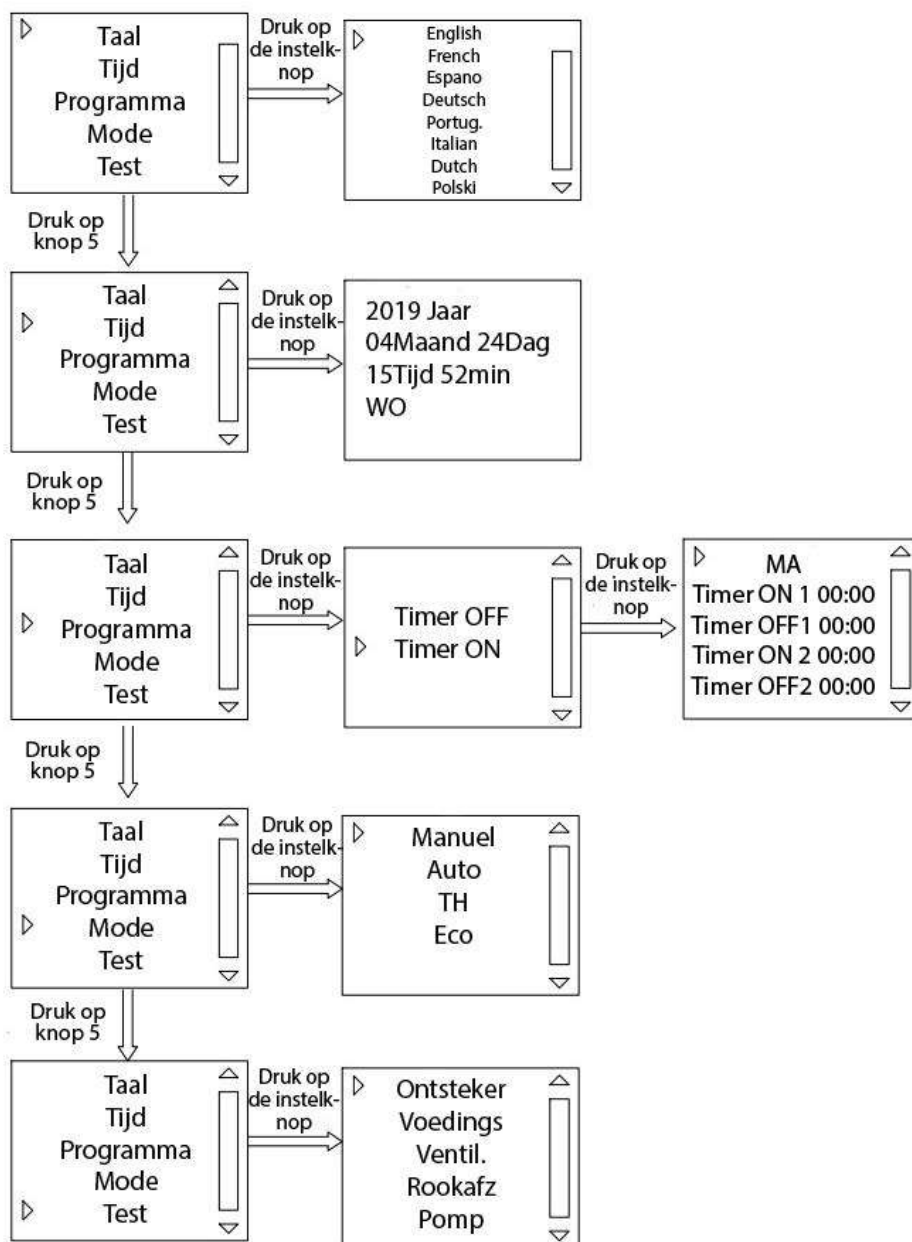 Taal
Tijd
Programma
Mode
Test
Druk op
de instelk-
nop
English
French
Espano
Deutsch
Portug.
Italian
Dutch
Polski
Druk op
knop 5
Taal
Tijd
Programma
Mode
Test
Druk op
de instelk-
nop
2019 Jaar
04Maand 24Dag
15Tijd 52min
WO
Druk op
knop 5
Taal
Tijd
Programma
Mode
Test
Druk op
de instelk-
nop
Timer OFF
Timer ON
Druk op
de instelk-
nop
MA
Timer ON 1 00:00
Timer OFF1 00:00
Timer ON 2 00:00
Timer OFF2 00:00
Druk op
knop 5
Taal
Tijd
Programma
Mode
Test
Druk op
de instelk-
nop
Manuel
Auto
TH
Eco
Druk op
knop 5
Taal
Tijd
Programma
Mode
Test
Druk op
de instelk-
nop
Ontsteker
Voedings
Ventil.
Rookafz
Pomp